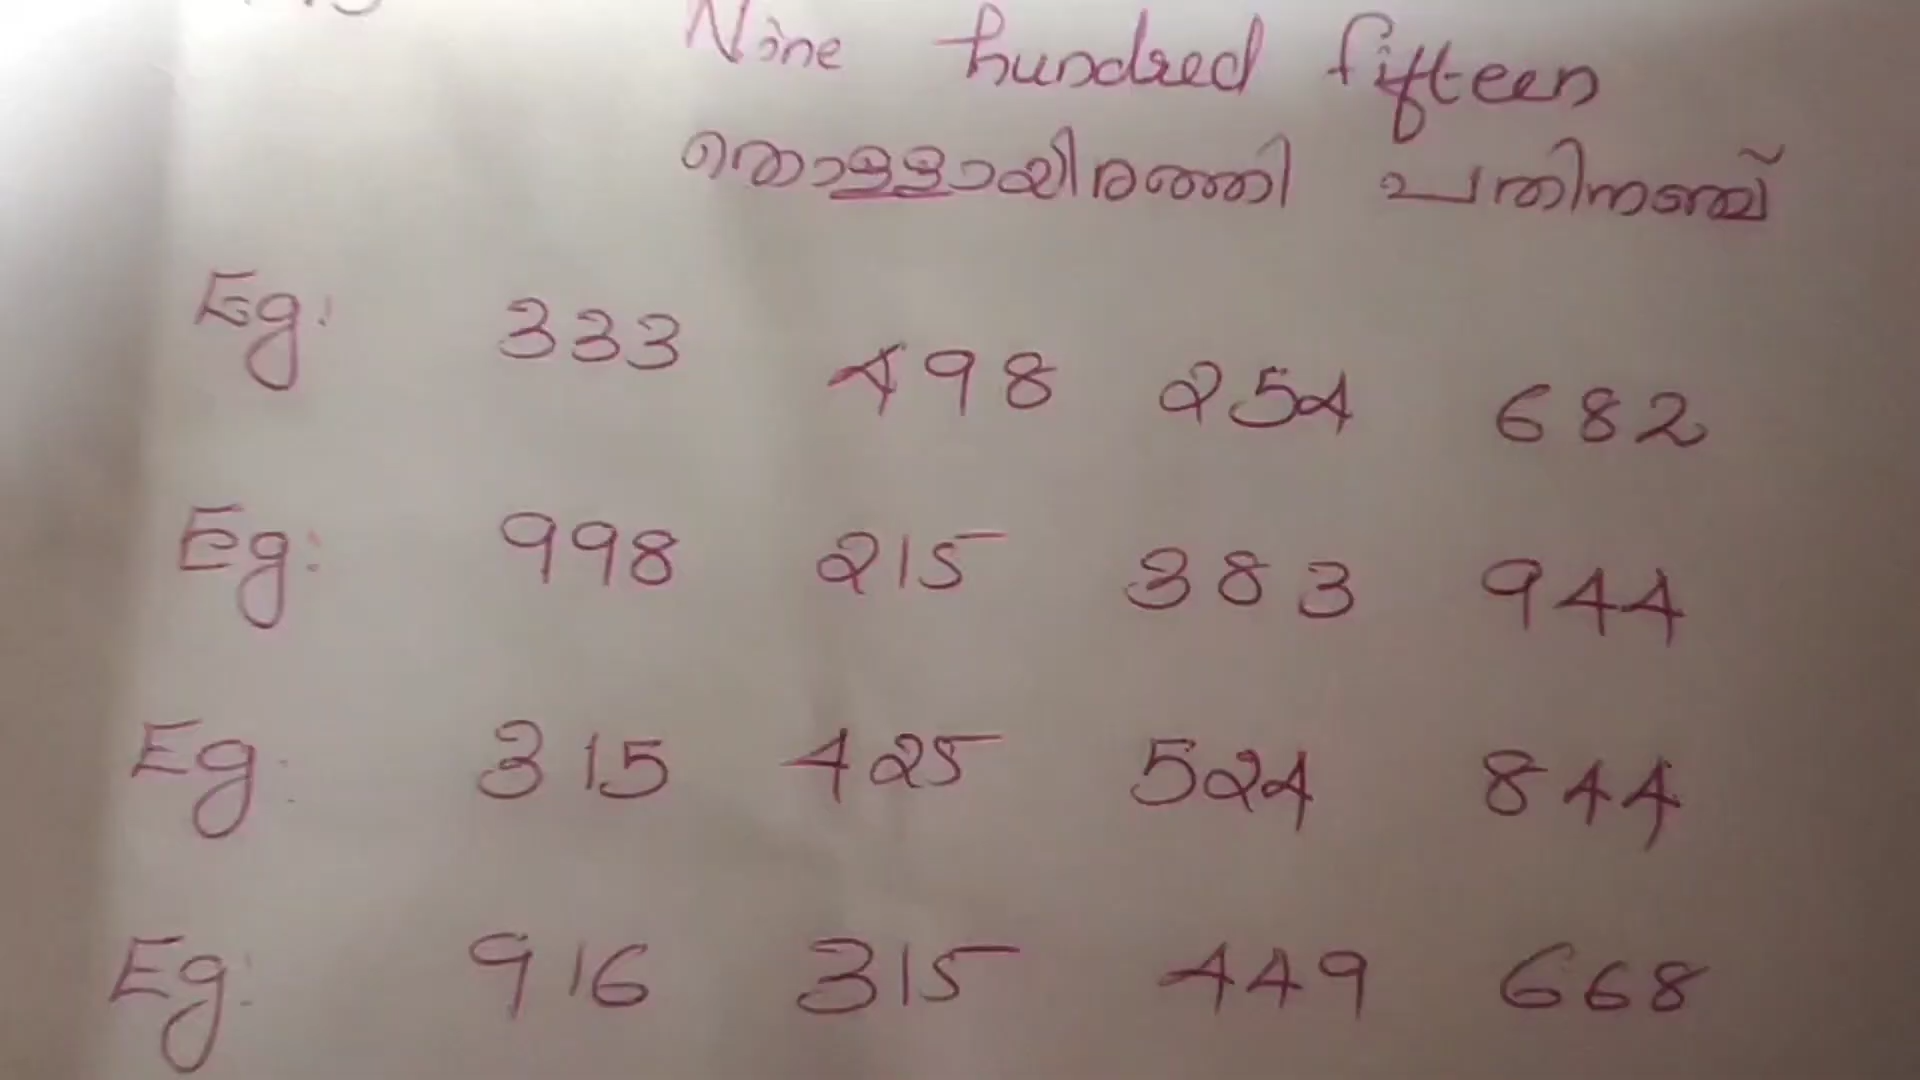 Nine hundred fifteen
തൊള്ളായിരത്തി പതിനഞ്ച്
Eg: 333 498 254 682
Eg: 998 215 383 944
Eg: 315 425 524 844
Eg: 916 315 449 668